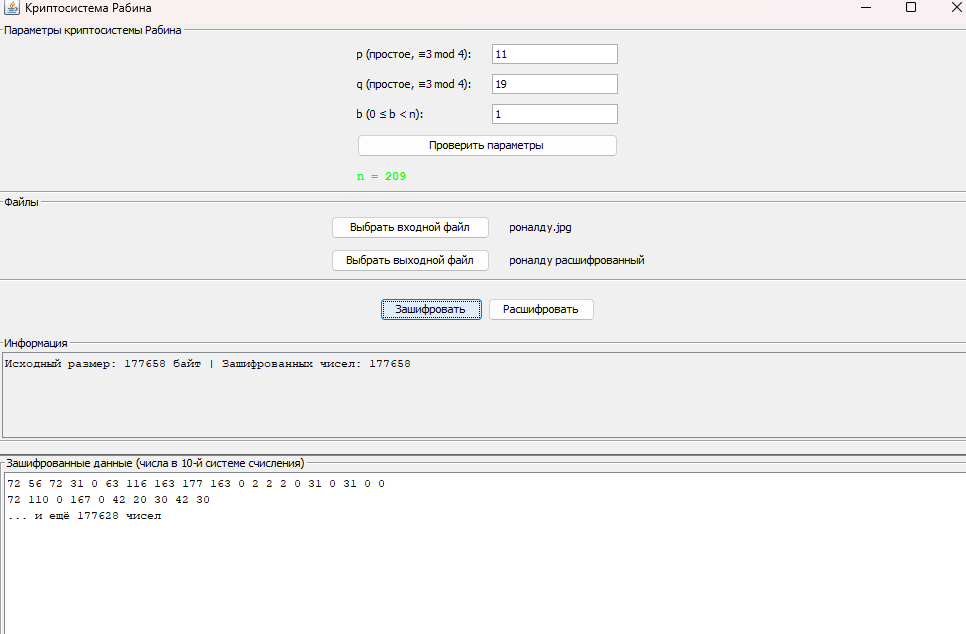 Криптосистема Рабина
Параметры криптосистемы Рабина
p (простое, ≡3 mod 4): 11
q (простое, ≡3 mod 4): 19
b (0 ≤ b < n): 1
Проверить параметры
n = 209
Файлы
Выбрать входной файл роналду.jpg
Выбрать выходной файл роналду расшифрованный
Зашифровать Расшифровать
Информация
Исходный размер: 177658 байт | Зашифрованных чисел: 177658
Зашифрованные данные (числа в 10-й системе счисления)
72 56 72 31 0 63 116 163 177 163 0 2 2 2 0 31 0 31 0 0
72 110 0 167 0 42 20 30 42 30
... и ещё 177628 чисел